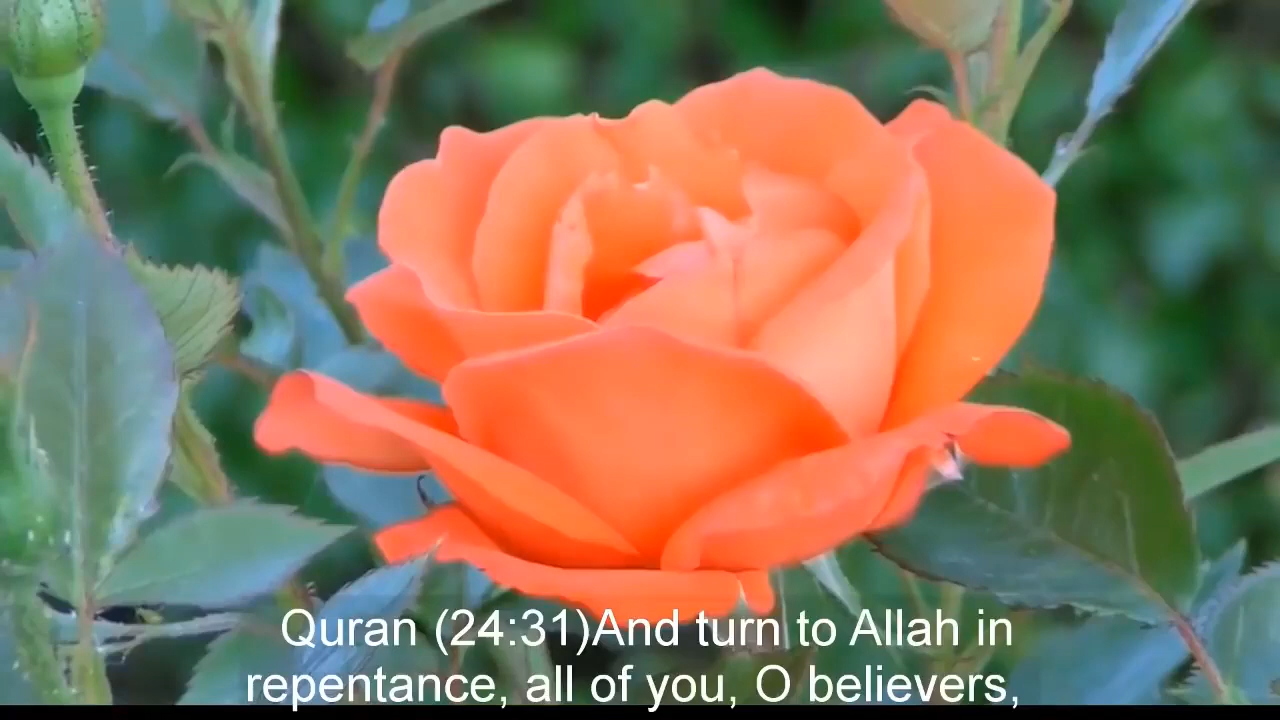 Quran (24:31)And turn to Allah in
repentance, all of you, O believers,